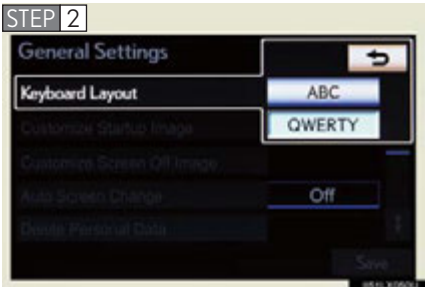 STEP 2
General Settings
Keyboard Layout
ABC
Customize Startup Image
QWERTY
Customize Screen Off Image
Auto Screen Change
Off
Delete Personal Data
Save